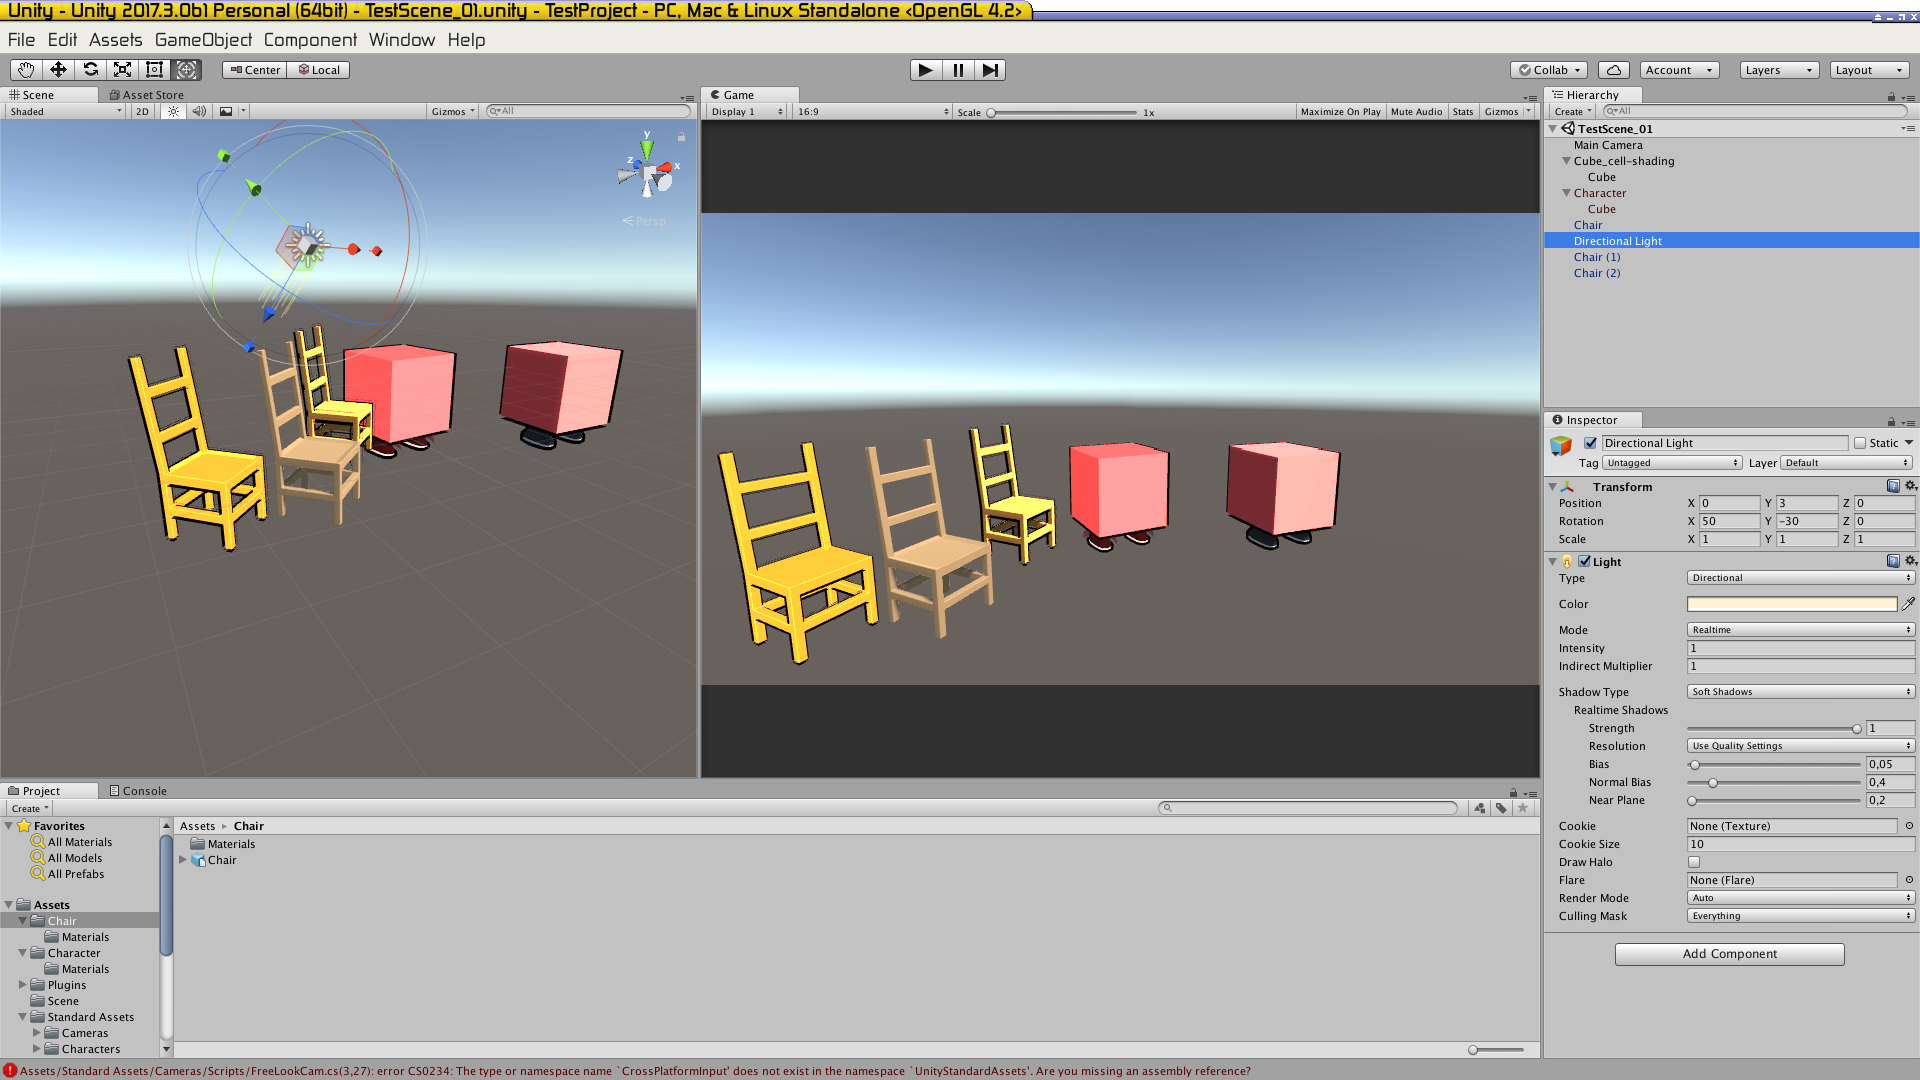 Unity - Unity 2017.3.0b1 Personal (64bit) - TestScene_01.unity - TestProject - PC, Mac & Linux Standalone <OpenGL 4.2>
File Edit Assets GameObject Component Window Help
Center Local
Collab Account Layers Layout
Scene Asset Store
Shaded 2D Gizmos All
y
x
z
Persp
Game
Display 1 16:9 Scale 1x Maximize On Play Mute Audio Stats Gizmos
Hierarchy
Create All
TestScene_01
Main Camera
Cube_cell-shading
Cube
Character
Cube
Chair
Directional Light
Chair (1)
Chair (2)
Inspector
Directional Light Static
Tag Untagged Layer Default
Transform
Position X 0 Y 3 Z 0
Rotation X 50 Y -30 Z 0
Scale X 1 Y 1 Z 1
Light
Type Directional
Color
Mode Realtime
Intensity 1
Indirect Multiplier 1
Shadow Type Soft Shadows
Realtime Shadows
Strength 1
Resolution Use Quality Settings
Bias 0,05
Normal Bias 0,4
Near Plane 0,2
Cookie None (Texture)
Cookie Size 10
Draw Halo
Flare None (Flare)
Render Mode Auto
Culling Mask Everything
Add Component
Project Console
Create
Favorites
All Materials
All Models
All Prefabs
Assets
Chair
Materials
Character
Materials
Plugins
Scene
Standard Assets
Cameras
Characters
Assets Chair
Materials
Chair
Assets/Standard Assets/Cameras/Scripts/FreeLookCam.cs(3,27): error CS0234: The type or namespace name `CrossPlatformInput' does not exist in the namespace `UnityStandardAssets'. Are you missing an assembly reference?